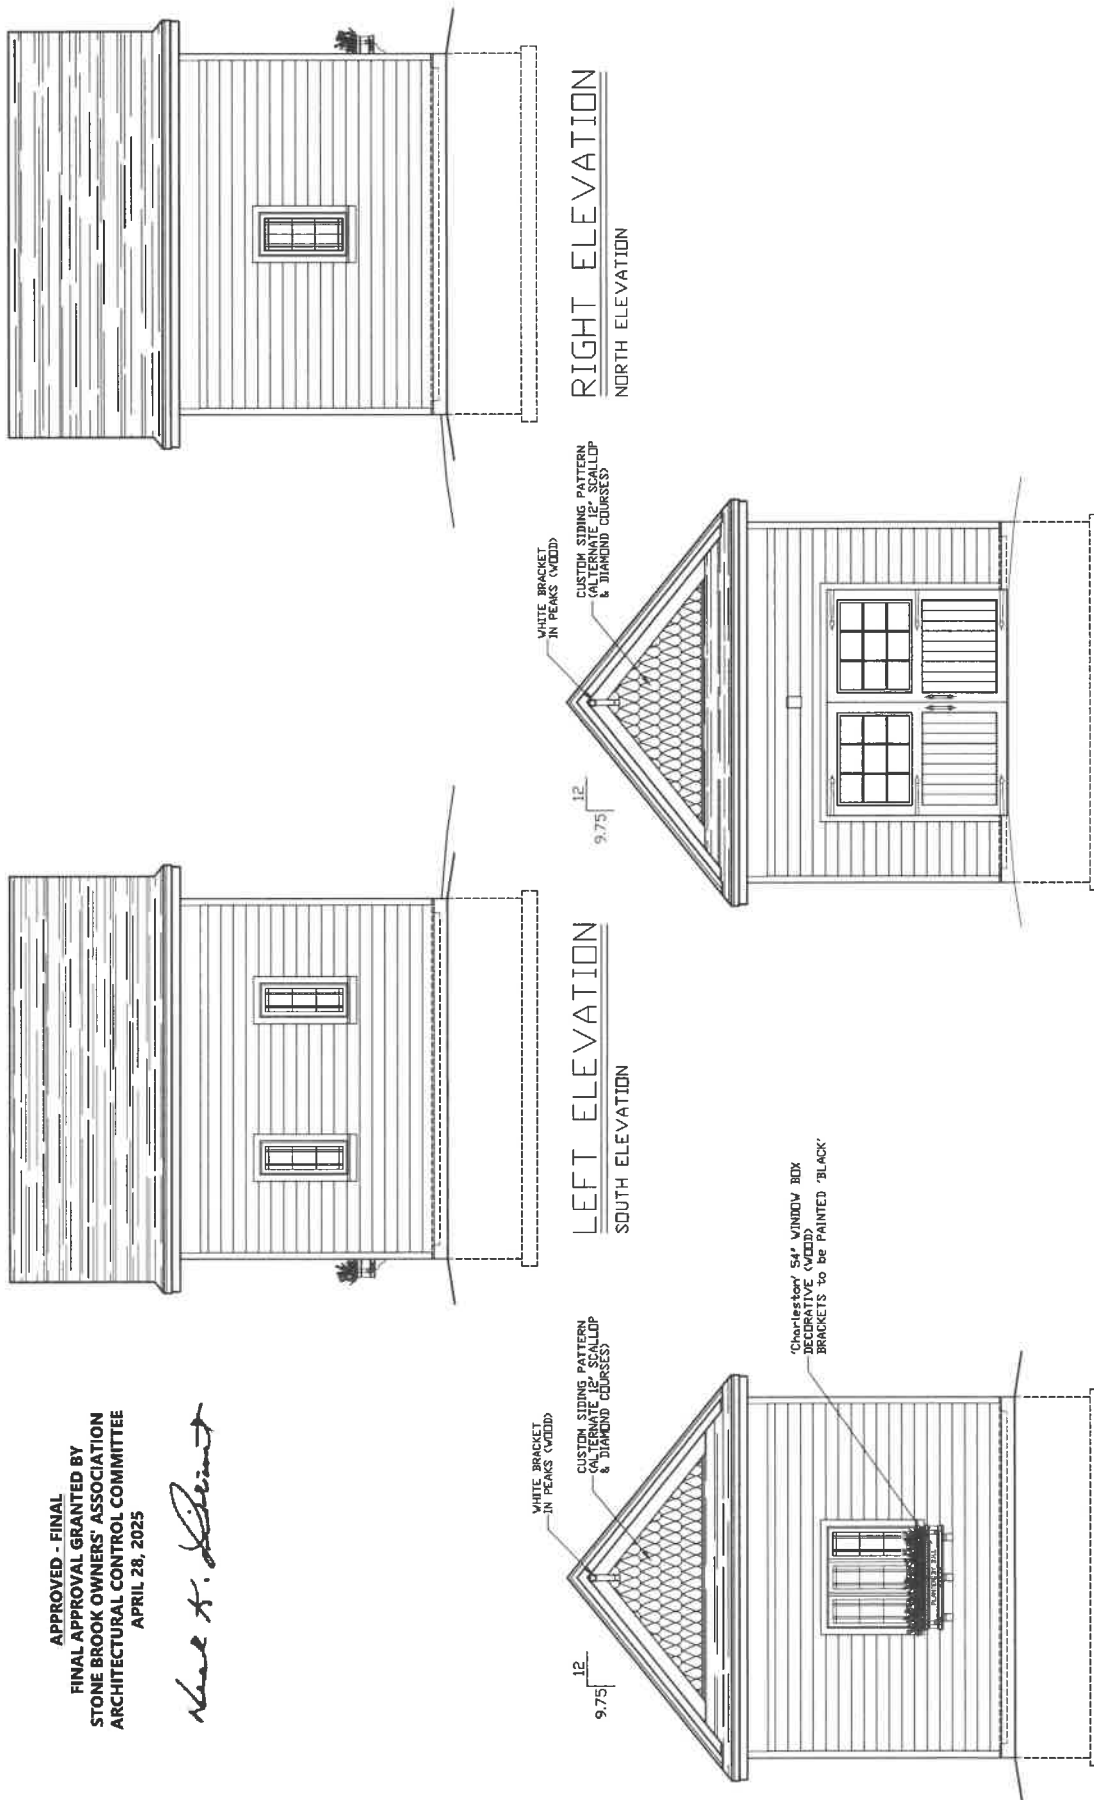 APPROVED - FINAL
FINAL APPROVAL GRANTED BY
STONE BROOK OWNERS' ASSOCIATION
ARCHITECTURAL CONTROL COMMITTEE
APRIL 28, 2025
LEFT ELEVATION
SOUTH ELEVATION
RIGHT ELEVATION
NORTH ELEVATION
12
9.75
WHITE BRACKET
IN PEAKS (WOOD)
CUSTOM SIDING PATTERN
(ALTERNATE 12" SCALLOP
& DIAMOND COURSES)
'Charleston' 54" WINDOW BOX
DECORATIVE (WOOD)
BRACKETS to be PAINTED 'BLACK'
12
9.75
WHITE BRACKET
IN PEAKS (WOOD)
CUSTOM SIDING PATTERN
(ALTERNATE 12" SCALLOP
& DIAMOND COURSES)